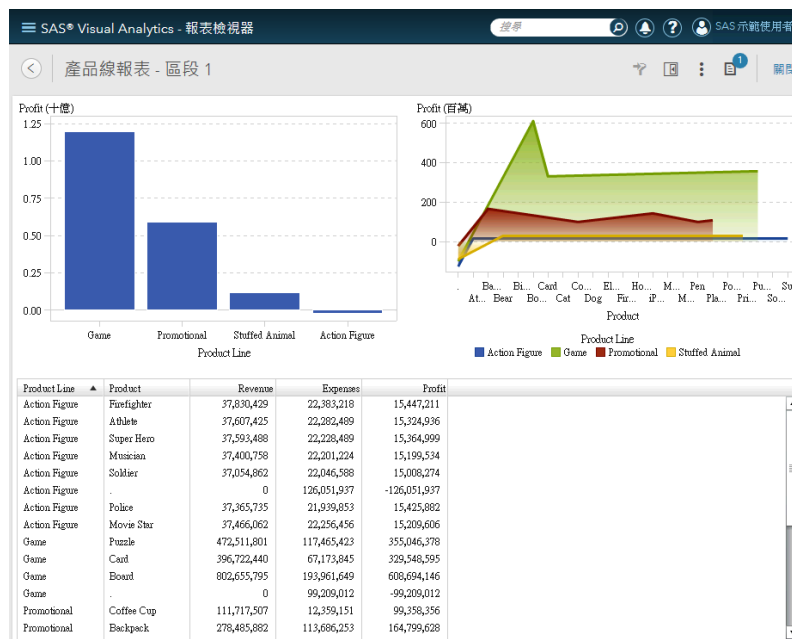 SAS® Visual Analytics - 報表檢視器
搜尋
SAS 示範使用者
產品線報表 - 區段 1
1
Profit (十億)
1.25
1.00
0.75
0.50
0.25
0.00
Game Promotional Stuffed Animal Action Figure
Product Line
Profit (百萬)
600
400
200
0
. Ba... Bi... Card Co... El... Ho... M... Pen Po... Pu... Su
At... Bear Bo... Cat Dog Fir... iP... M... Pla... Pri... So...
Product
Product Line
Action Figure Game Promotional Stuffed Animal
Product Line Product Revenue Expenses Profit
Action Figure Firefighter 37,830,429 22,383,218 15,447,211
Action Figure Athlete 37,607,425 22,282,489 15,324,936
Action Figure Super Hero 37,593,488 22,228,489 15,364,999
Action Figure Musician 37,400,758 22,201,224 15,199,534
Action Figure Soldier 37,054,862 22,046,588 15,008,274
Action Figure . 0 126,051,937 -126,051,937
Action Figure Police 37,365,735 21,939,853 15,425,882
Action Figure Movie Star 37,466,062 22,256,456 15,209,606
Game Puzzle 472,511,801 117,465,423 355,046,378
Game Card 396,722,440 67,173,845 329,548,595
Game Board 802,655,795 193,961,649 608,694,146
Game . 0 99,209,012 -99,209,012
Promotional Coffee Cup 111,717,507 12,359,151 99,358,356
Promotional Backpack 278,485,882 113,686,253 164,799,628